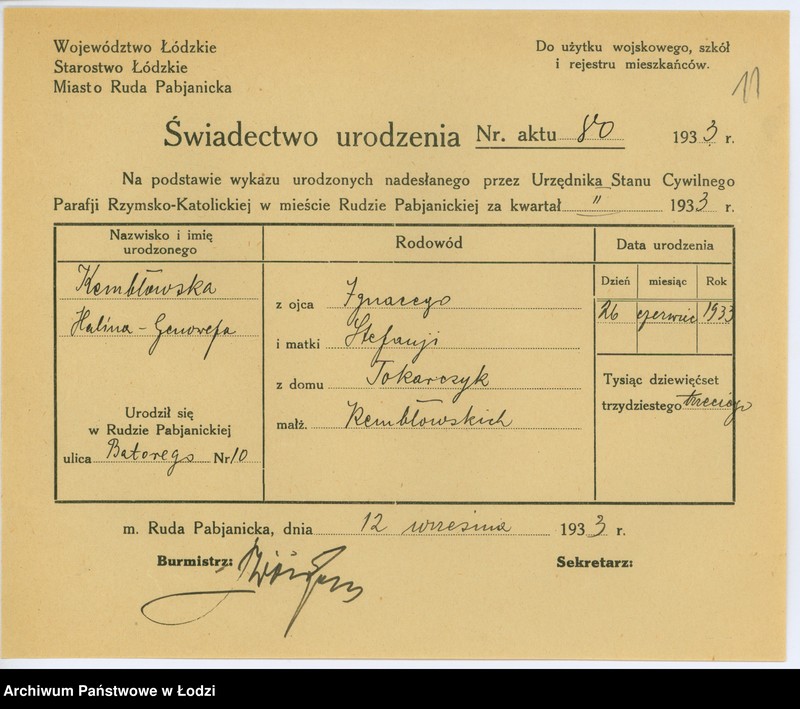 Województwo Łódzkie
Starostwo Łódzkie
Miasto Ruda Pabjanicka
Do użytku wojskowego, szkół
i rejestru mieszkańców.
11
Świadectwo urodzenia Nr. aktu 80 1933 r.
Na podstawie wykazu urodzonych nadesłanego przez Urzędnika Stanu Cywilnego
Parafji Rzymsko-Katolickiej w mieście Rudzie Pabjanickiej za kwartał " 1933 r.
Nazwisko i imię
urodzonego
Rodowód
Data urodzenia
Dzień miesiąc Rok
Kembłowska
Halina - Genowefa
z ojca Ignacego
i matki Stefanji
z domu Tokarczyk
małż. Kembłowskich
26 czerwiec 1933
Tysiąc dziewięćset
trzydziestego trzeciego
Urodził się
w Rudzie Pabjanickiej
ulica Batorego Nr 10
m. Ruda Pabjanicka, dnia 12 września 1933 r.
Burmistrz:
Sekretarz:
Archiwum Państwowe w Łodzi